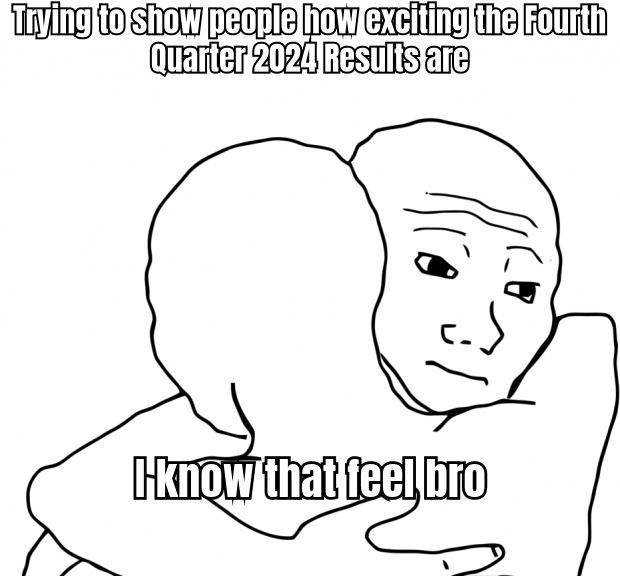 Trying to show people how exciting the Fourth
Quarter 2024 Results are
I know that feel bro